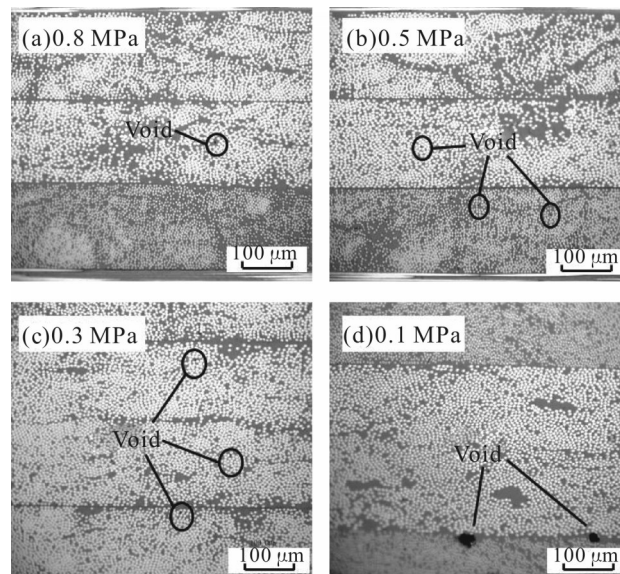 (a)0.8 MPa
Void
100 μm
(b)0.5 MPa
Void
100 μm
(c)0.3 MPa
Void
100 μm
(d)0.1 MPa
Void
100 μm